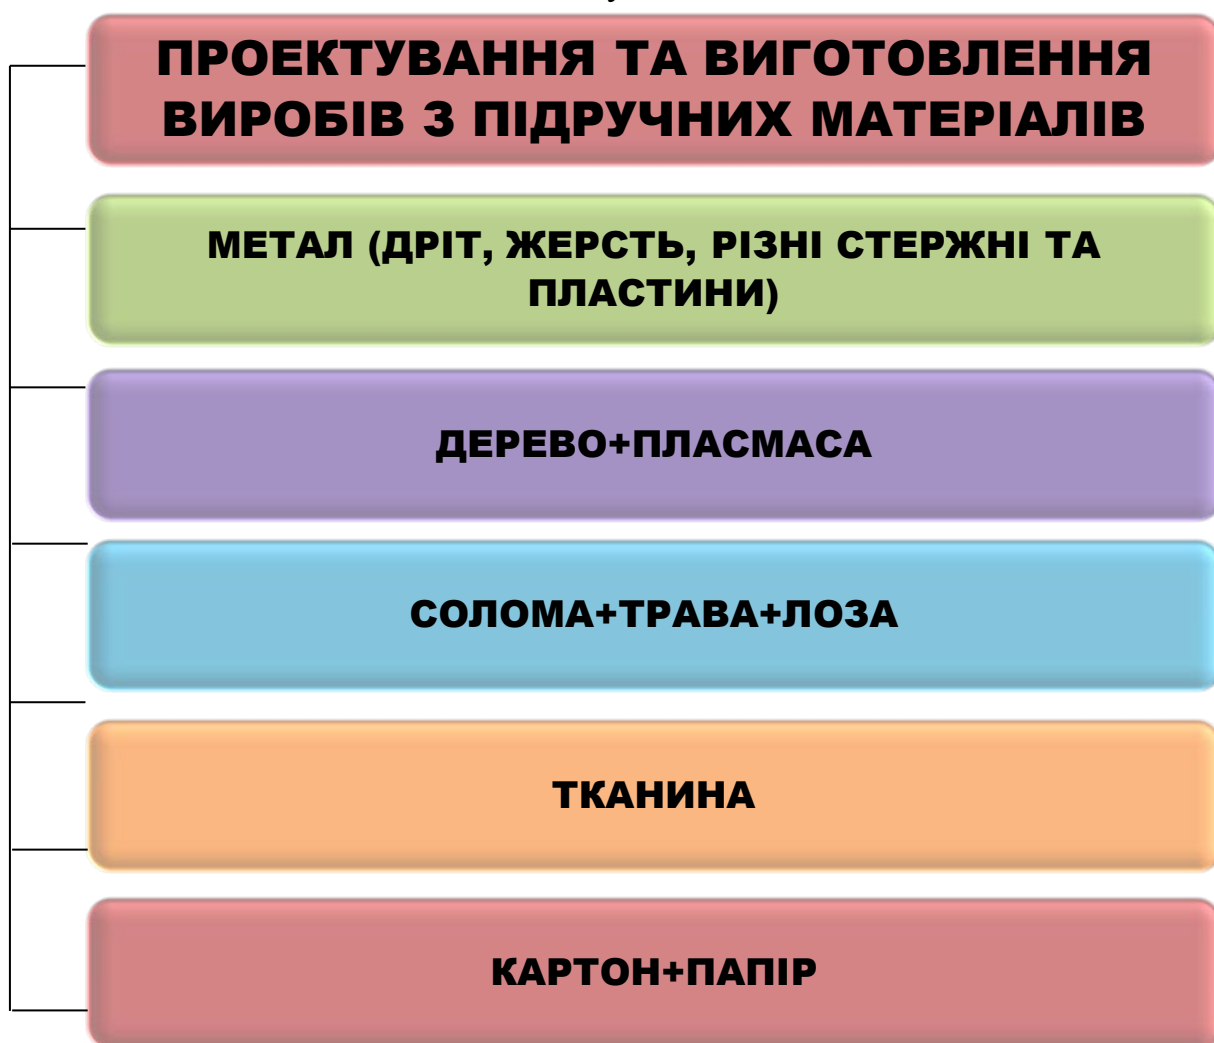 ПРОЕКТУВАННЯ ТА ВИГОТОВЛЕННЯ
ВИРОБІВ З ПІДРУЧНИХ МАТЕРІАЛІВ
МЕТАЛ (ДРІТ, ЖЕРСТЬ, РІЗНІ СТЕРЖНІ ТА
ПЛАСТИНИ)
ДЕРЕВО+ПЛАСМАСА
СОЛОМА+ТРАВА+ЛОЗА
ТКАНИНА
КАРТОН+ПАПІР